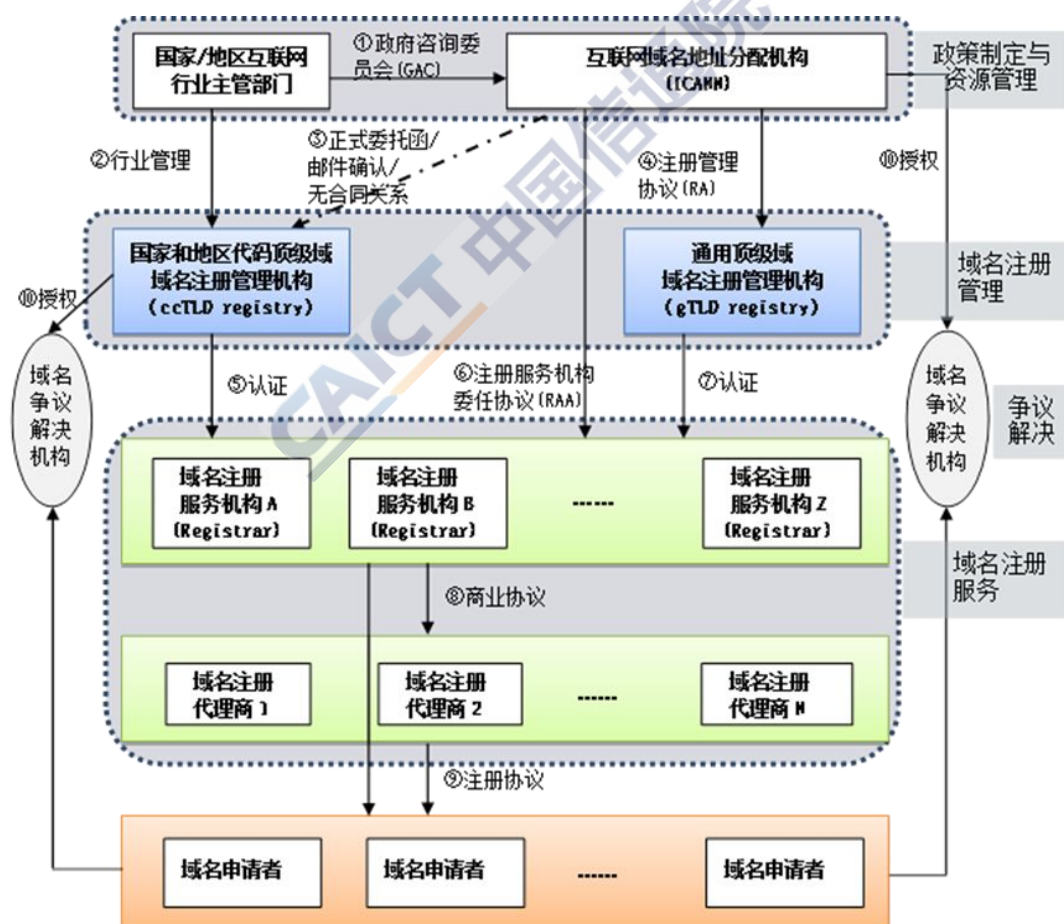 国家/地区互联网
行业主管部门
①政府咨询委
员会(GAC)
互联网域名地址分配机构
(ICANN)
政策制定与
资源管理
②行业管理
③正式委托函/
邮件确认/
无合同关系
④注册管理
协议(RA)
⑩授权
国家和地区代码顶级域
域名注册管理机构
(ccTLD registry)
通用顶级域
域名注册管理机构
(gTLD registry)
域名注册
管理
⑩授权
域名
争议
解决
机构
⑤认证
⑥注册服务机构
委任协议(RAA)
⑦认证
域名
争议
解决
机构
争议
解决
域名注册
服务机构 A
(Registrar)
域名注册
服务机构 B
(Registrar)
······
域名注册
服务机构 Z
(Registrar)
域名注册
服务
⑧商业协议
域名注册
代理商 1
域名注册
代理商 2
······
域名注册
代理商 N
⑨注册协议
域名申请者
域名申请者
······
域名申请者
CAICT 中国信通院